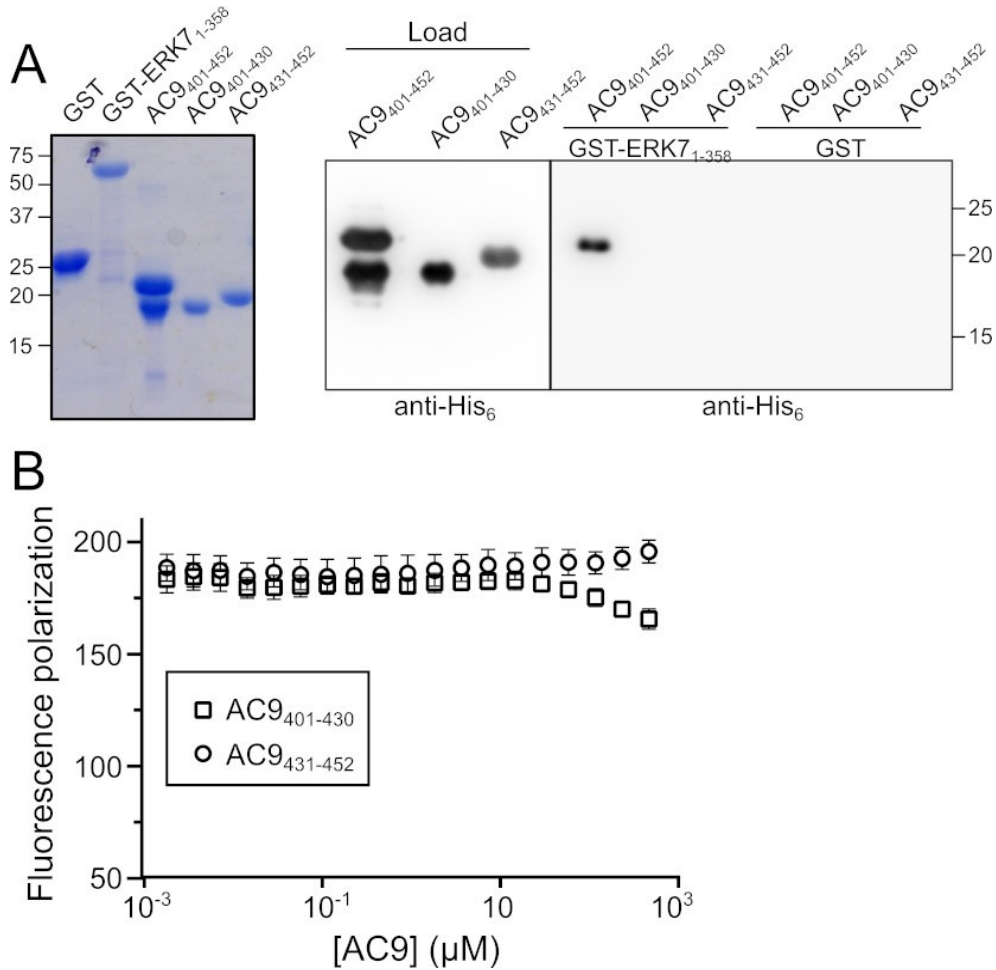 A
GST
GST-ERK7₁₋₃₅₈
AC9₄₀₁₋₄₅₂
AC9₄₀₁₋₄₃₀
AC9₄₃₁₋₄₅₂
75
50
37
25
20
15
Load
AC9₄₀₁₋₄₅₂
AC9₄₀₁₋₄₃₀
AC9₄₃₁₋₄₅₂
anti-His₆
AC9₄₀₁₋₄₅₂
AC9₄₀₁₋₄₃₀
AC9₄₃₁₋₄₅₂
GST-ERK7₁₋₃₅₈
AC9₄₀₁₋₄₅₂
AC9₄₀₁₋₄₃₀
AC9₄₃₁₋₄₅₂
GST
25
20
15
anti-His₆
B
Fluorescence polarization
200
150
100
50
AC9₄₀₁₋₄₃₀
AC9₄₃₁₋₄₅₂
10⁻³
10⁻¹
10
10³
[AC9] (μM)